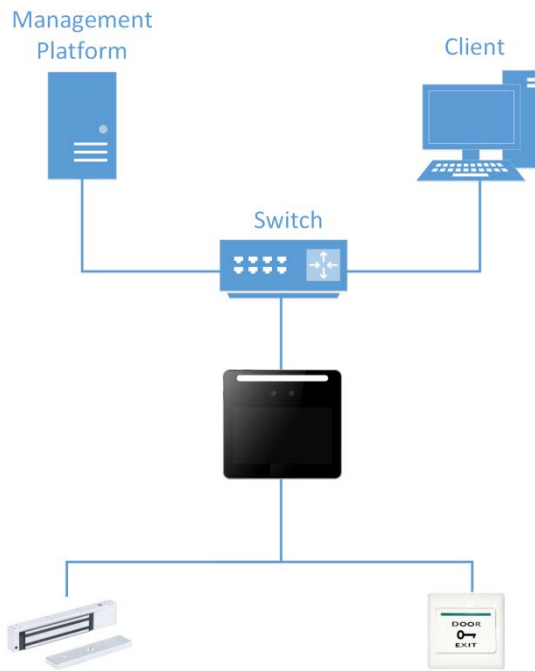 Management
Platform
Client
Switch
DOOR
EXIT